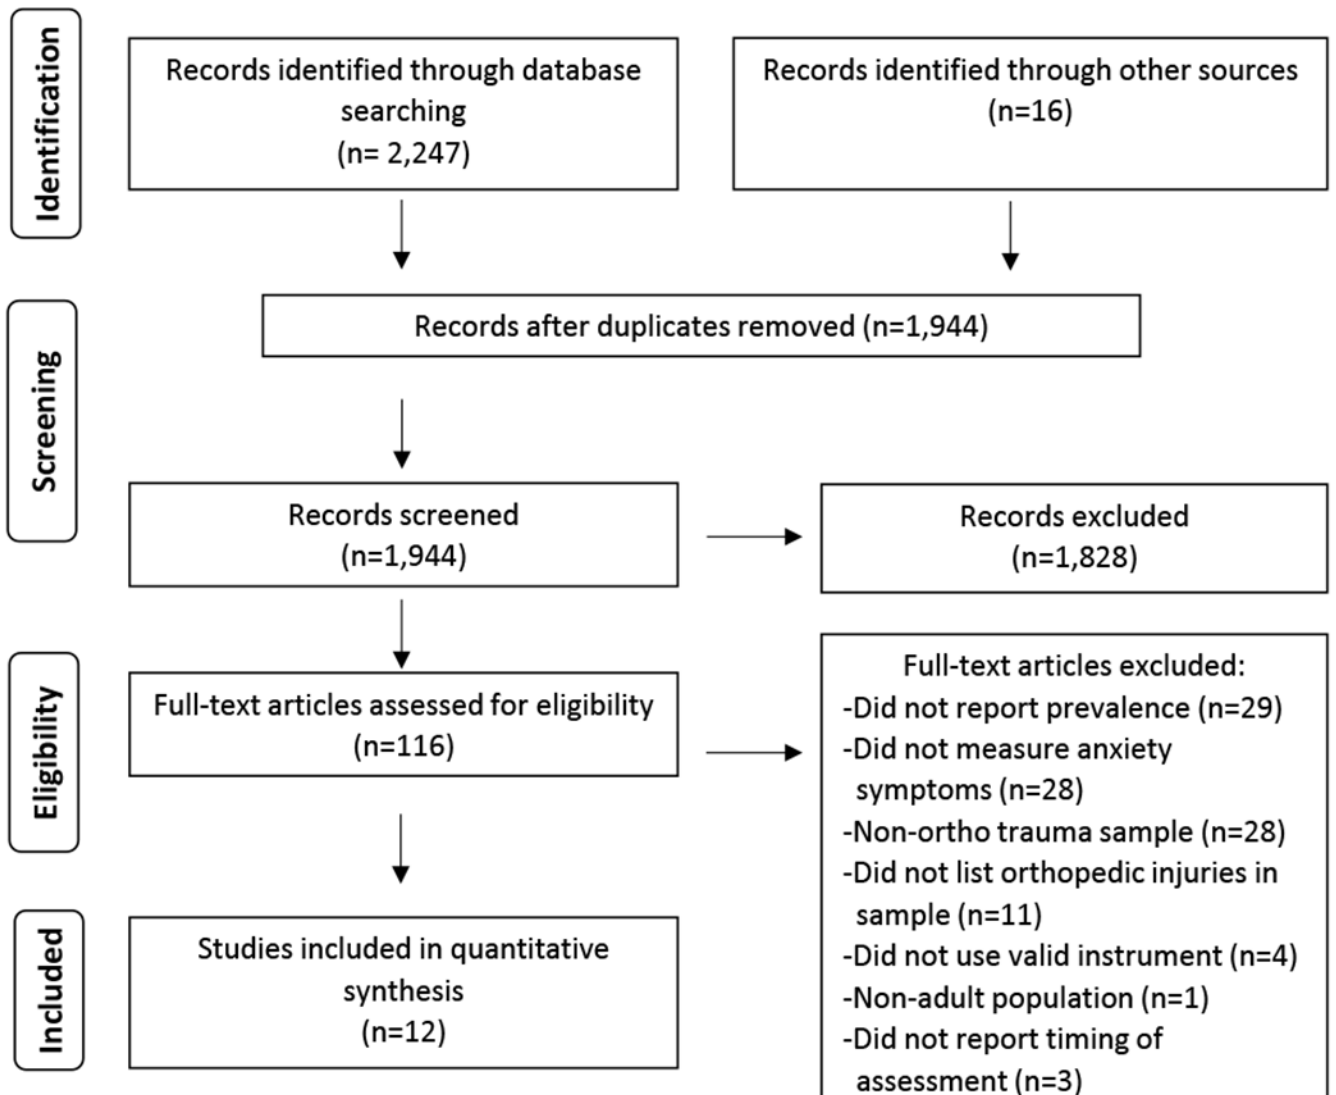 Identification
Records identified through database
searching
(n= 2,247)
Records identified through other sources
(n=16)
Screening
Records after duplicates removed (n=1,944)
Records screened
(n=1,944)
Records excluded
(n=1,828)
Eligibility
Full-text articles assessed for eligibility
(n=116)
Full-text articles excluded:
-Did not report prevalence (n=29)
-Did not measure anxiety
symptoms (n=28)
-Non-ortho trauma sample (n=28)
-Did not list orthopedic injuries in
sample (n=11)
-Did not use valid instrument (n=4)
-Non-adult population (n=1)
-Did not report timing of
assessment (n=3)
Included
Studies included in quantitative
synthesis
(n=12)